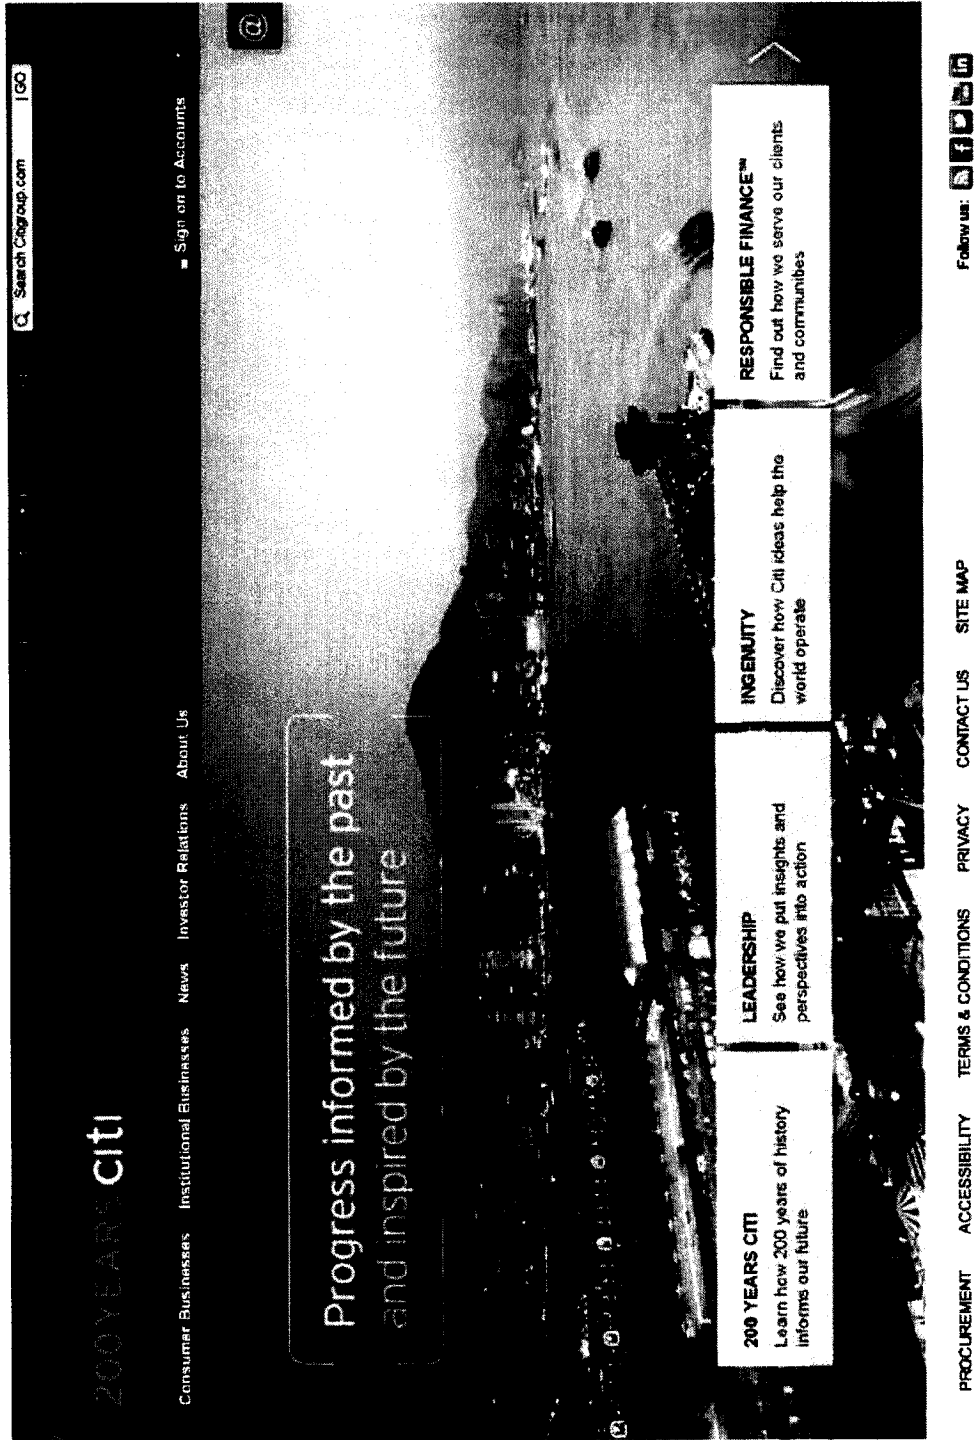 Search Citigroup.com | GO
200 YEARS citi
Sign on to Accounts
Consumer Businesses Institutional Businesses News Investor Relations About Us
@
Progress informed by the past
and inspired by the future
200 YEARS CITI
Learn how 200 years of history
informs our future
LEADERSHIP
See how we put insights and
perspectives into action
INGENUITY
Discover how Citi ideas help the
world operate
RESPONSIBLE FINANCE℠
Find out how we serve our clients
and communities
PROCUREMENT ACCESSIBILITY TERMS & CONDITIONS PRIVACY CONTACT US SITE MAP
Follow us: f in